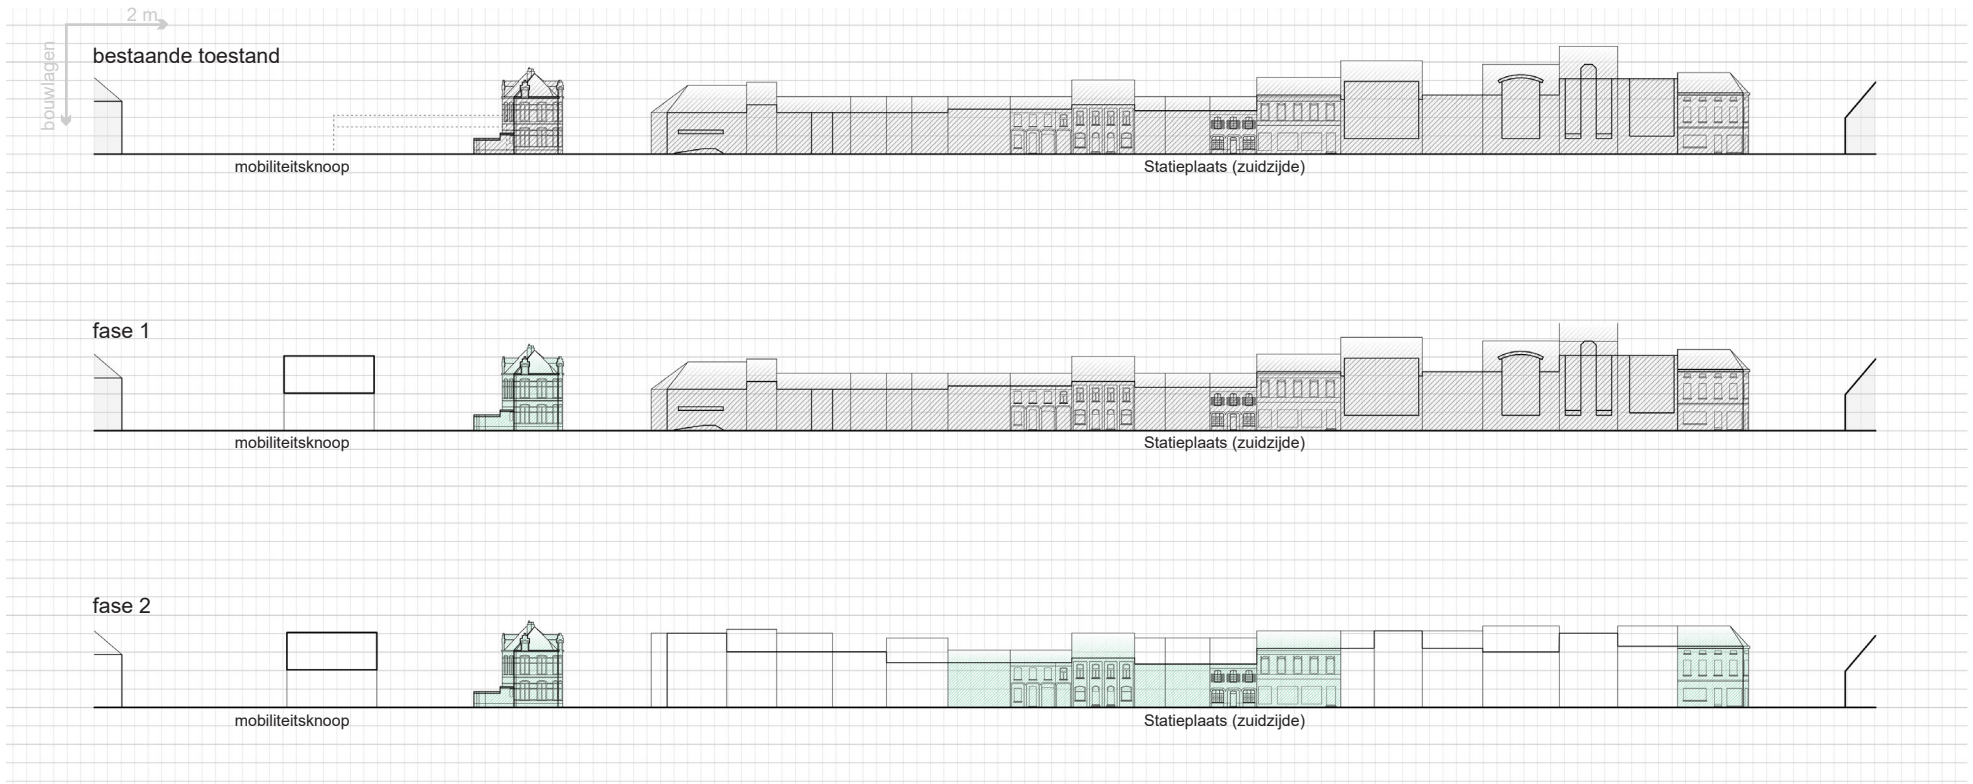 2 m
bouwlagen
bestaande toestand
mobiliteitsknoop
Statieplaats (zuidzijde)
fase 1
mobiliteitsknoop
Statieplaats (zuidzijde)
fase 2
mobiliteitsknoop
Statieplaats (zuidzijde)